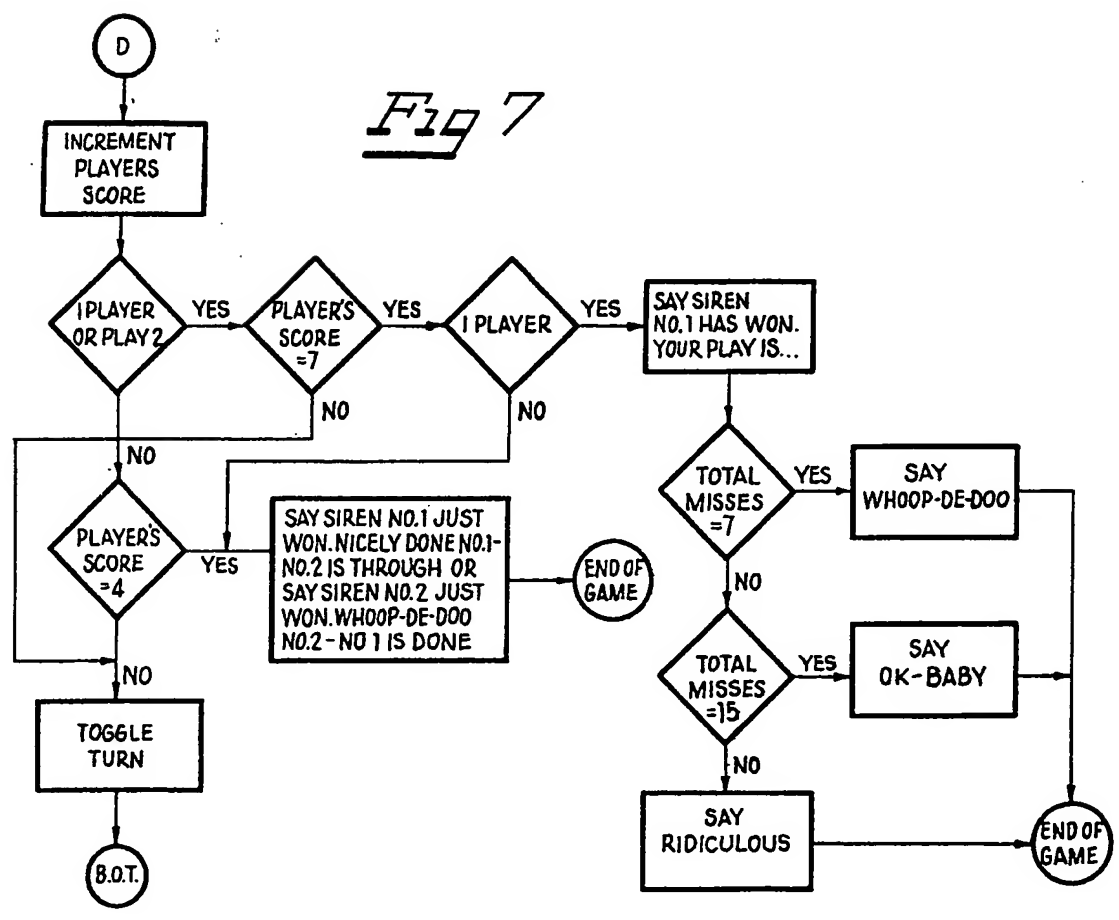 D
Fig 7
INCREMENT
PLAYERS
SCORE
1 PLAYER
OR PLAY 2
YES
PLAYER'S
SCORE
=7
YES
1 PLAYER
YES
SAY SIREN
NO.1 HAS WON.
YOUR PLAY IS...
NO
NO
NO
TOTAL
MISSES
=7
YES
SAY
WHOOP-DE-DOO
PLAYER'S
SCORE
=4
YES
SAY SIREN NO.1 JUST
WON. NICELY DONE NO.1-
NO.2 IS THROUGH OR
SAY SIREN NO.2 JUST
WON. WHOOP-DE-DOO
NO.2-NO 1 IS DONE
END OF
GAME
NO
NO
TOTAL
MISSES
=15
YES
SAY
OK-BABY
TOGGLE
TURN
NO
SAY
RIDICULOUS
END OF
GAME
B.O.T.